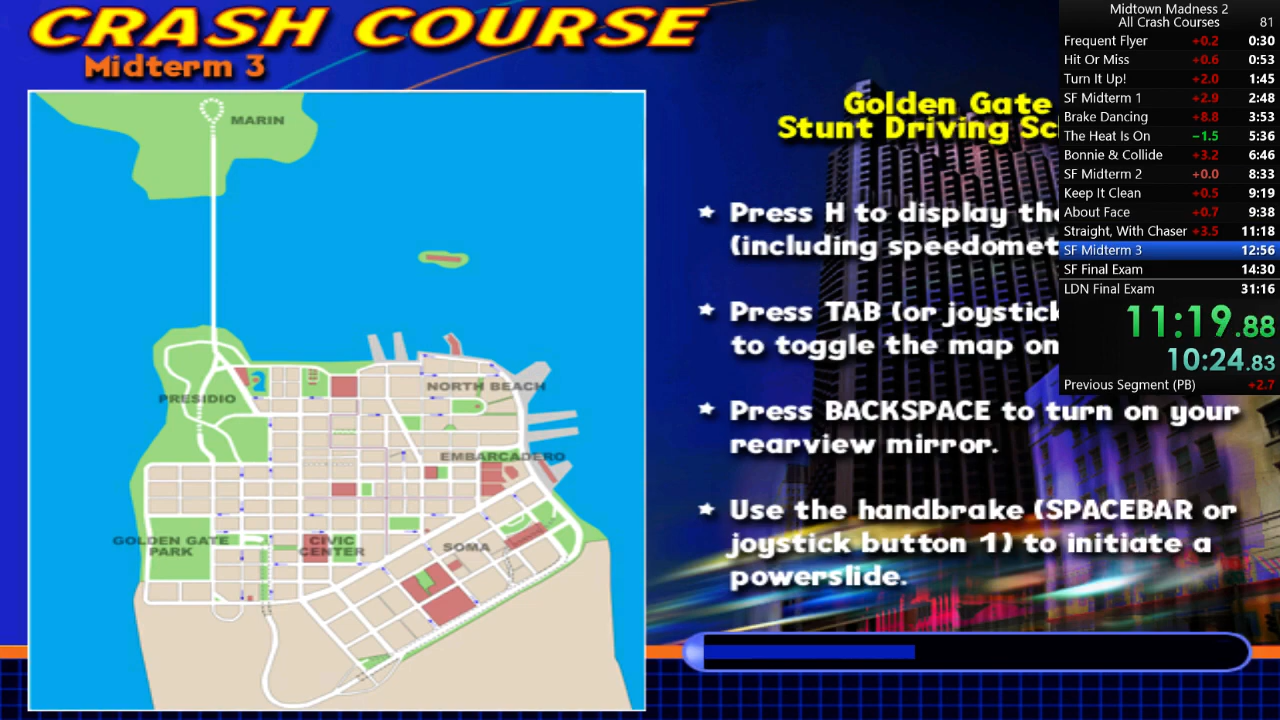 CRASH COURSE
Midterm 3
MARIN
PRESIDIO
NORTH BEACH
EMBARCADERO
GOLDEN GATE
PARK
CIVIC
CENTER
SOMA
Golden Gate
Stunt Driving Sc
★ Press H to display the
(including speedomet
★ Press TAB (or joystick
to toggle the map on
★ Press BACKSPACE to turn on your
rearview mirror.
★ Use the handbrake (SPACEBAR or
joystick button 1) to initiate a
powerslide.
Midtown Madness 2
All Crash Courses 81
Frequent Flyer +0.2 0:30
Hit Or Miss +0.6 0:53
Turn It Up! +2.0 1:45
SF Midterm 1 +2.9 2:48
Brake Dancing +8.8 3:53
The Heat Is On −1.5 5:36
Bonnie & Collide +3.2 6:46
SF Midterm 2 +0.0 8:33
Keep It Clean +0.5 9:19
About Face +0.7 9:38
Straight, With Chaser +3.5 11:18
SF Midterm 3 12:56
SF Final Exam 14:30
LDN Final Exam 31:16
11:19.88
10:24.83
Previous Segment (PB) +2.7